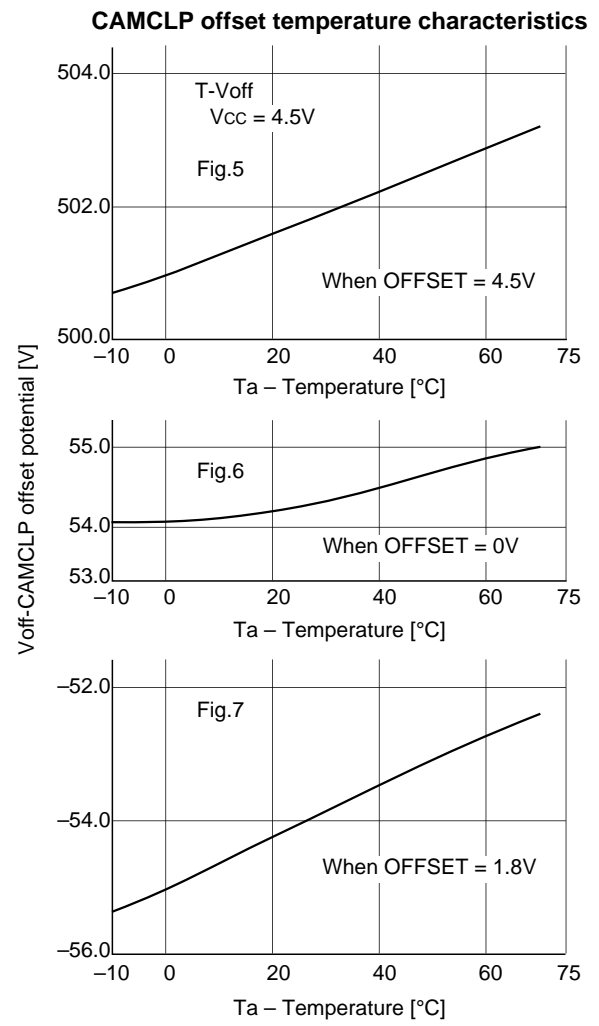 CAMCLP offset temperature characteristics
Voff-CAMCLP offset potential [V]
504.0
T-Voff
VCC = 4.5V
Fig.5
502.0
When OFFSET = 4.5V
500.0
–10 0 20 40 60 75
Ta – Temperature [°C]
55.0
Fig.6
54.0
When OFFSET = 0V
53.0
–10 0 20 40 60 75
Ta – Temperature [°C]
–52.0
Fig.7
–54.0
When OFFSET = 1.8V
–56.0
–10 0 20 40 60 75
Ta – Temperature [°C]